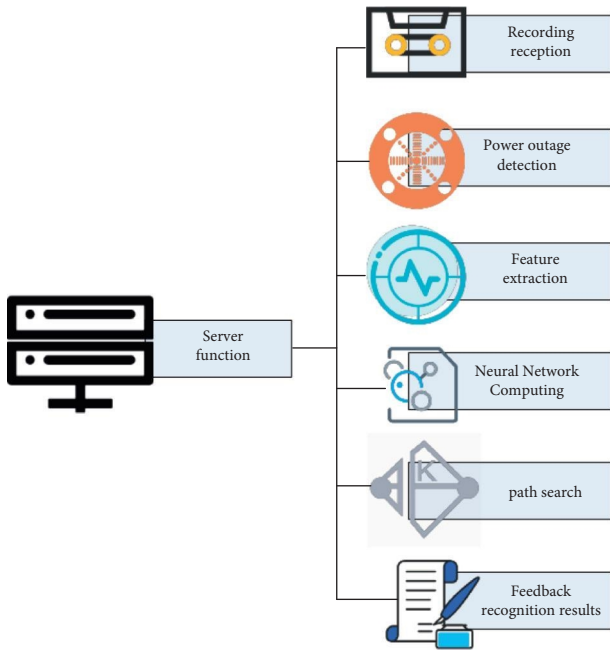 Recording
reception
Power outage
detection
Feature
extraction
Server
function
Neural Network
Computing
K
path search
Feedback
recognition results